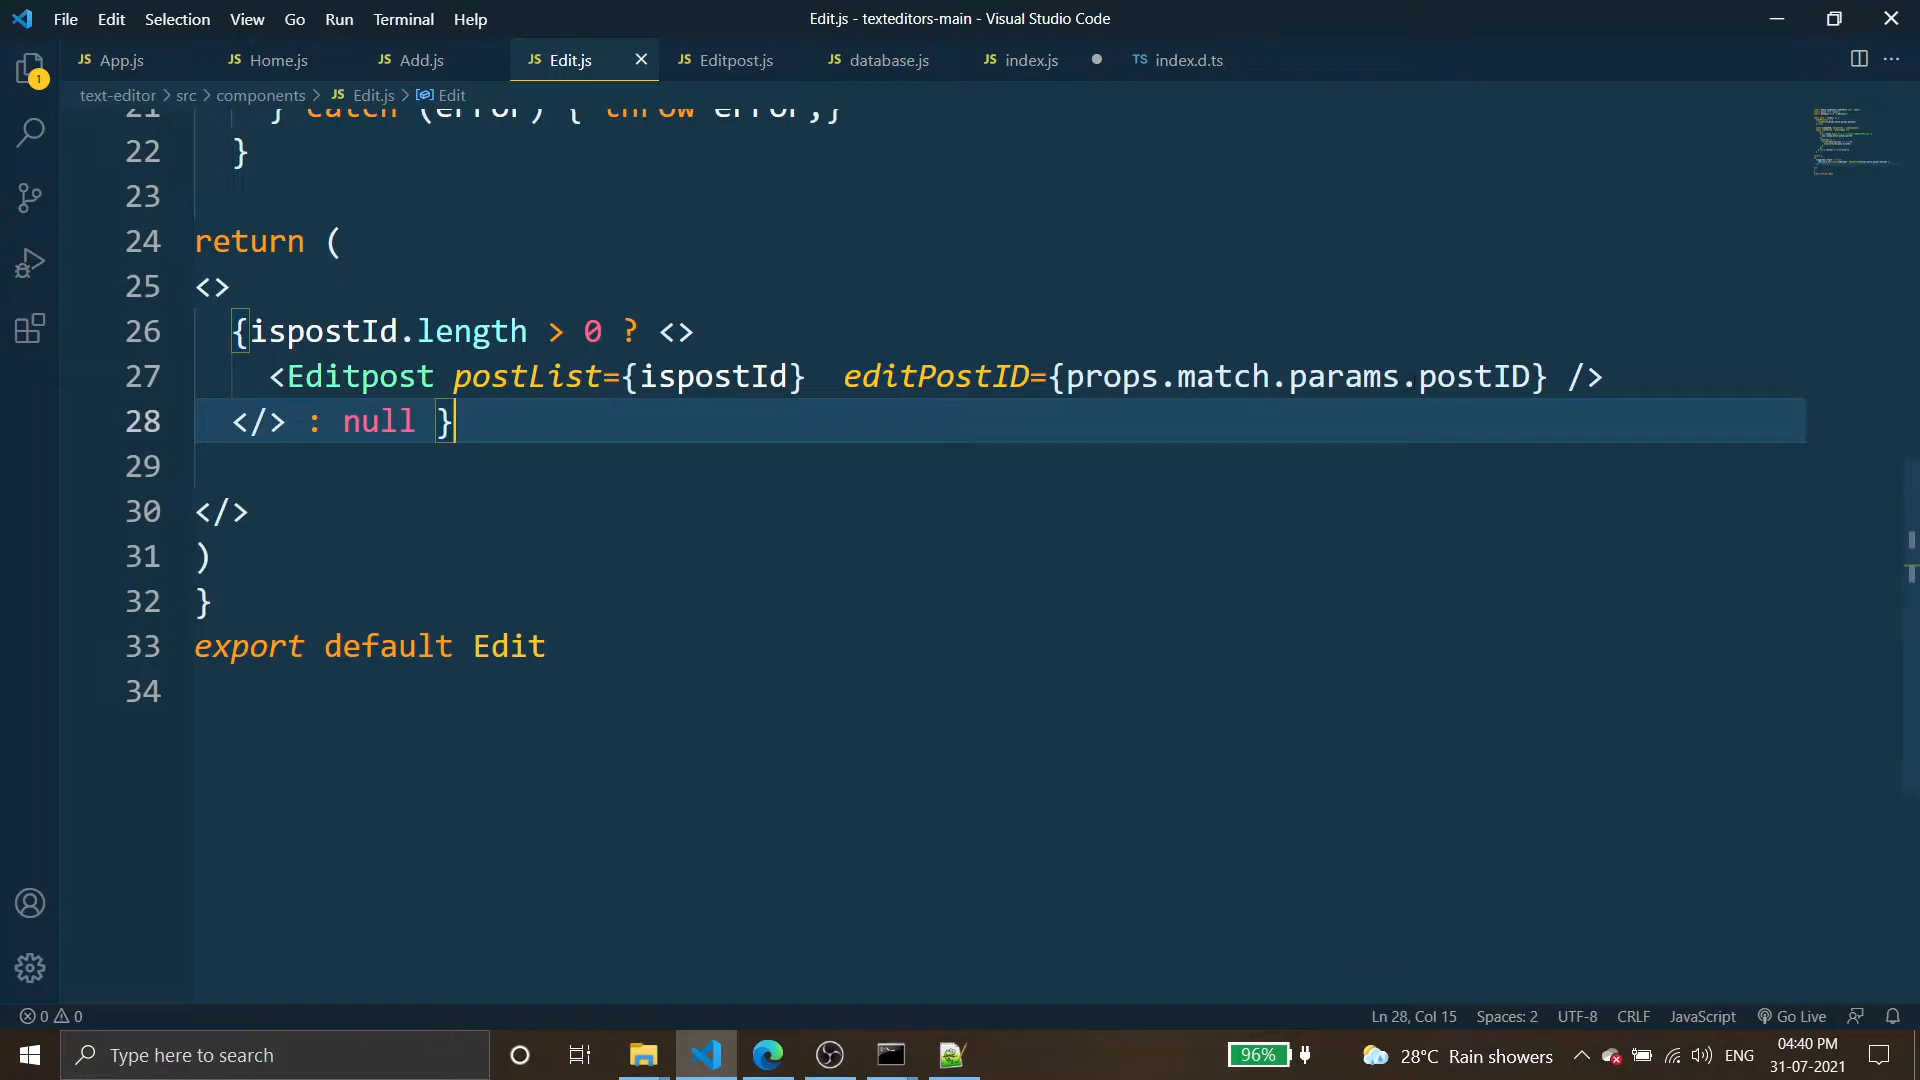 File Edit Selection View Go Run Terminal Help Edit.js - texteditors-main - Visual Studio Code
JS App.js JS Home.js JS Add.js JS Edit.js JS Editpost.js JS database.js JS index.js TS index.d.ts
text-editor > src > components > JS Edit.js > Edit
21 } catch (error) { throw error;}
22 }
23
24 return (
25 <>
26 {ispostId.length > 0 ? <>
27 <Editpost postList={ispostId} editPostID={props.match.params.postID} />
28 </> : null }
29
30 </>
31 )
32 }
33 export default Edit
34
1
0 0 Ln 28, Col 15 Spaces: 2 UTF-8 CRLF JavaScript Go Live
Type here to search 96% 28°C Rain showers ENG 04:40 PM
31-07-2021